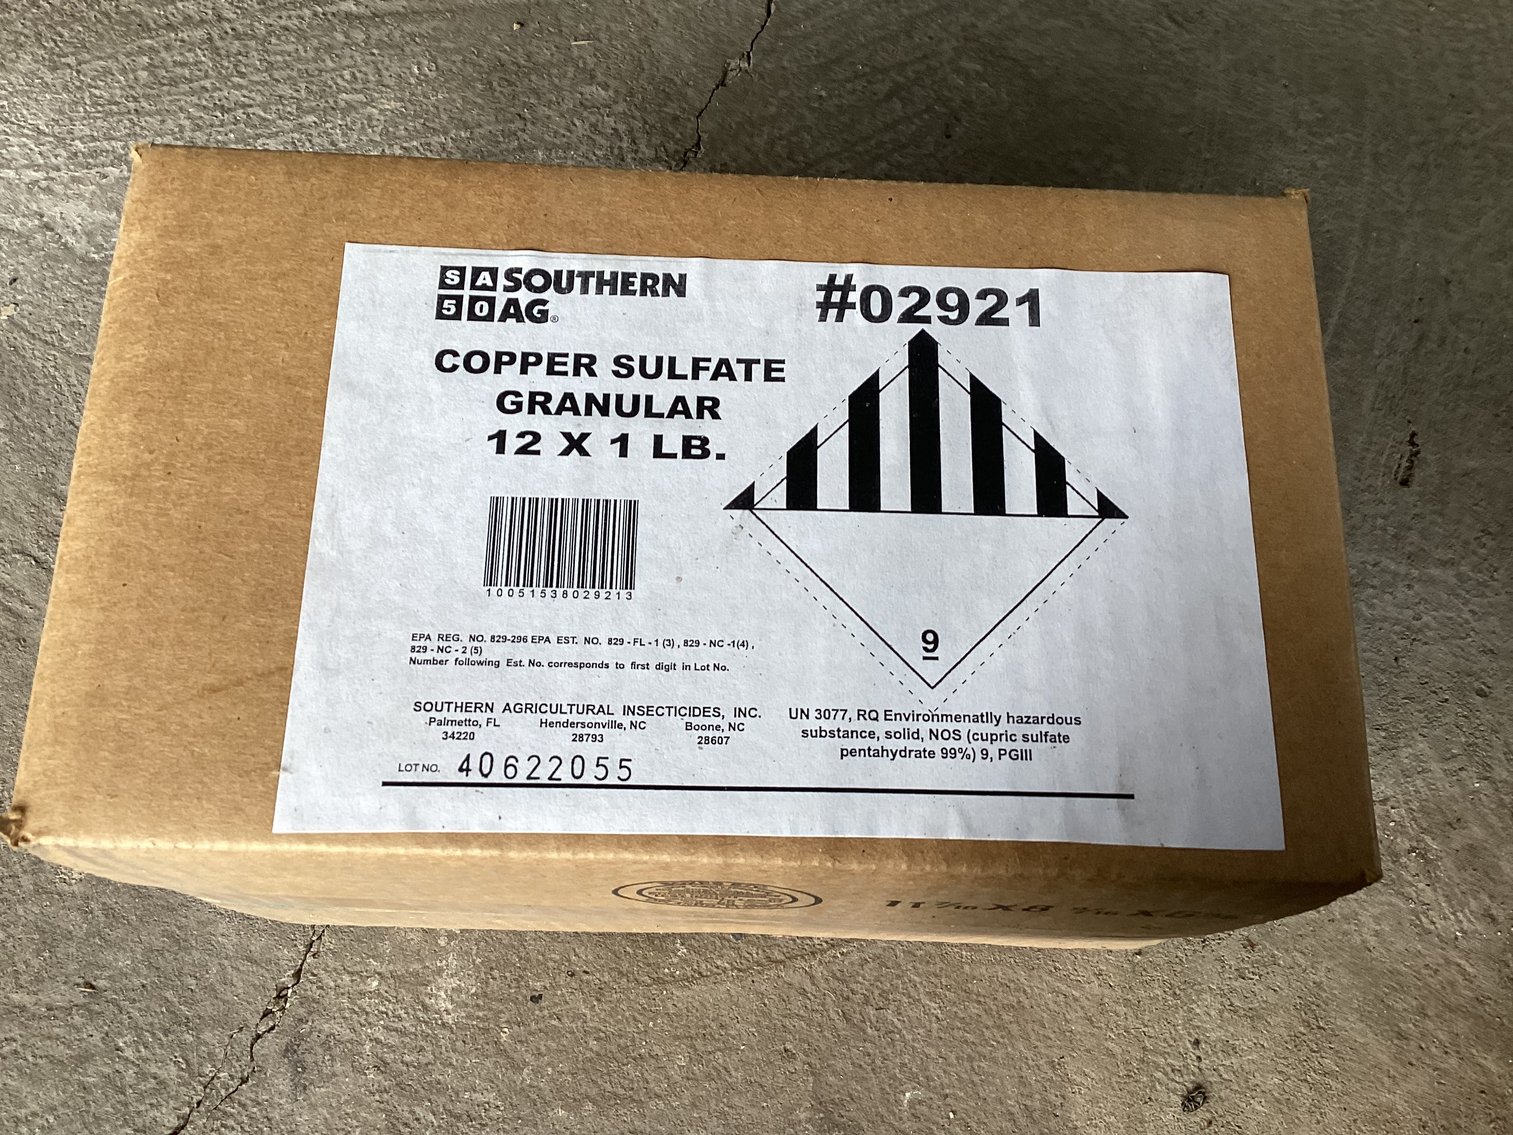 SA SOUTHERN
50 AG®
#02921
COPPER SULFATE
GRANULAR
12 X 1 LB.
10051538029213
9
EPA REG. NO. 829-296 EPA EST. NO. 829 - FL - 1 (3) , 829 - NC -1(4) ,
829 - NC - 2 (5)
Number following Est. No. corresponds to first digit in Lot No.
SOUTHERN AGRICULTURAL INSECTICIDES, INC.
Palmetto, FL Hendersonville, NC Boone, NC
34220 28793 28607
LOT NO. 40622055
UN 3077, RQ Environmenatlly hazardous
substance, solid, NOS (cupric sulfate
pentahydrate 99%) 9, PGIII